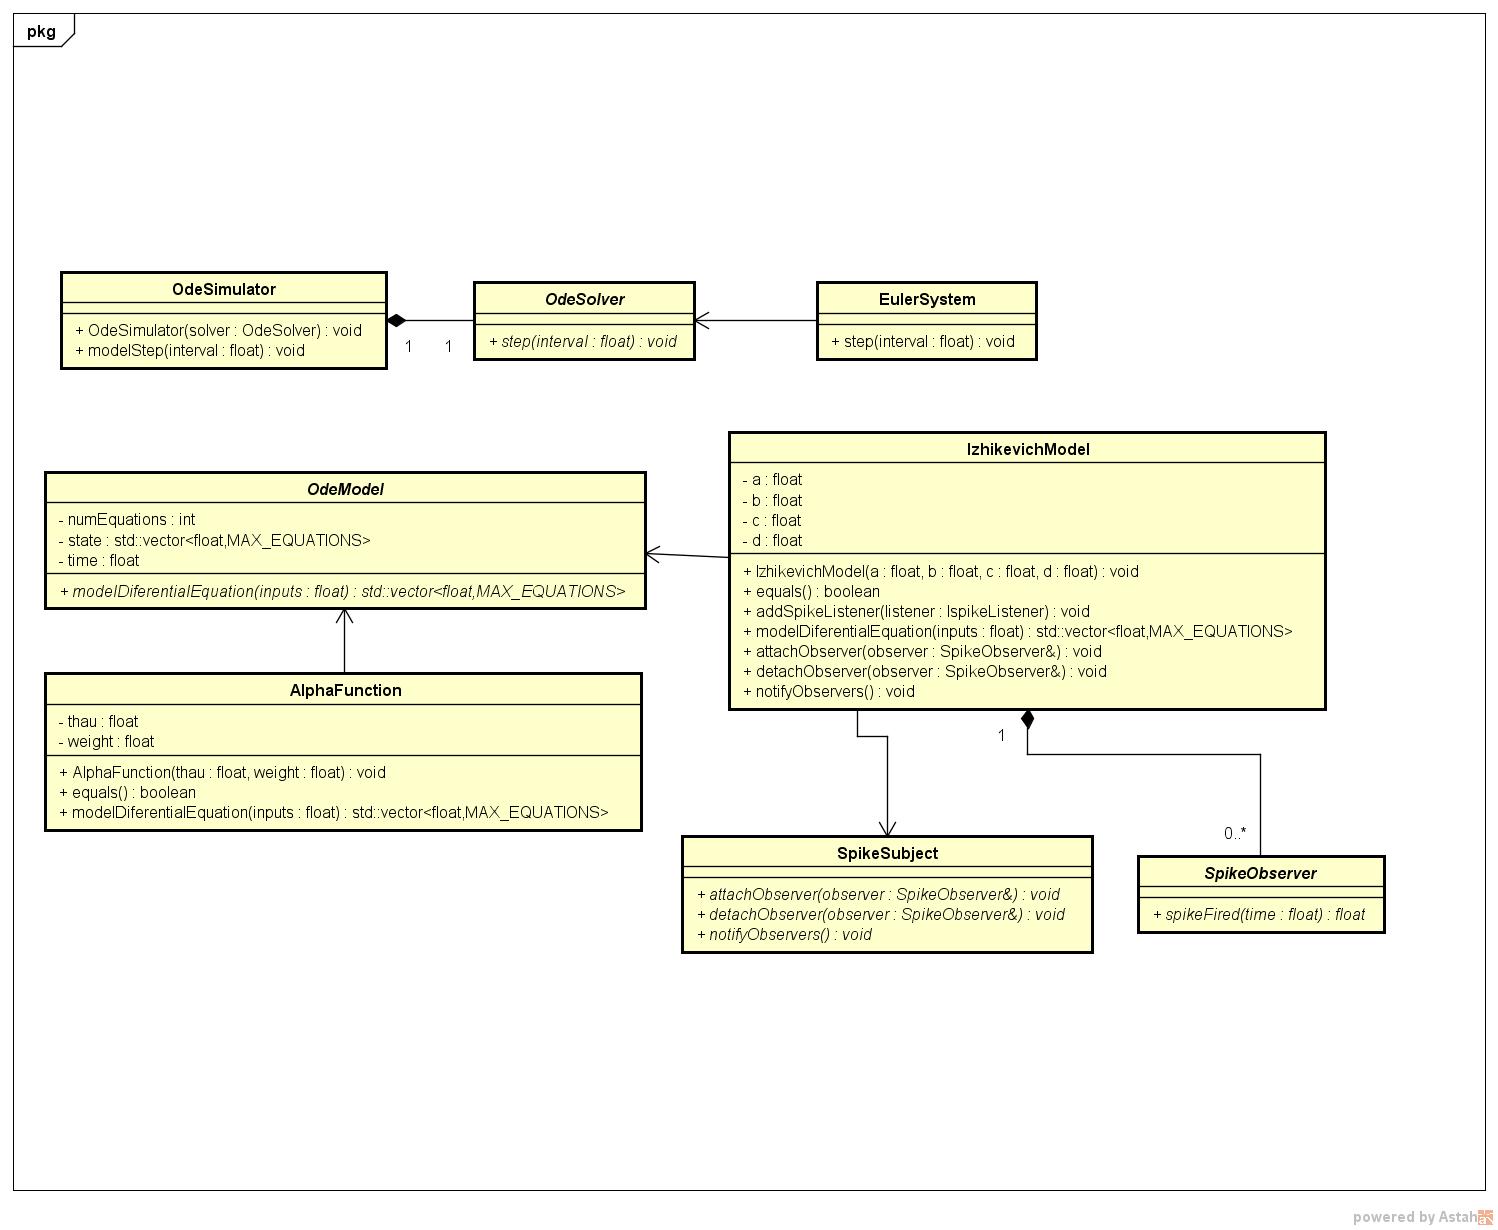 pkg
OdeSimulator
+ OdeSimulator(solver : OdeSolver) : void
+ modelStep(interval : float) : void
1
1
OdeSolver
+ step(interval : float) : void
EulerSystem
+ step(interval : float) : void
OdeModel
- numEquations : int
- state : std::vector<float,MAX_EQUATIONS>
- time : float
+ modelDiferentialEquation(inputs : float) : std::vector<float,MAX_EQUATIONS>
IzhikevichModel
- a : float
- b : float
- c : float
- d : float
+ IzhikevichModel(a : float, b : float, c : float, d : float) : void
+ equals() : boolean
+ addSpikeListener(listener : IspikeListener) : void
+ modelDiferentialEquation(inputs : float) : std::vector<float,MAX_EQUATIONS>
+ attachObserver(observer : SpikeObserver&) : void
+ detachObserver(observer : SpikeObserver&) : void
+ notifyObservers() : void
AlphaFunction
- thau : float
- weight : float
+ AlphaFunction(thau : float, weight : float) : void
+ equals() : boolean
+ modelDiferentialEquation(inputs : float) : std::vector<float,MAX_EQUATIONS>
1
0..*
SpikeSubject
+ attachObserver(observer : SpikeObserver&) : void
+ detachObserver(observer : SpikeObserver&) : void
+ notifyObservers() : void
SpikeObserver
+ spikeFired(time : float) : float
powered by Astah